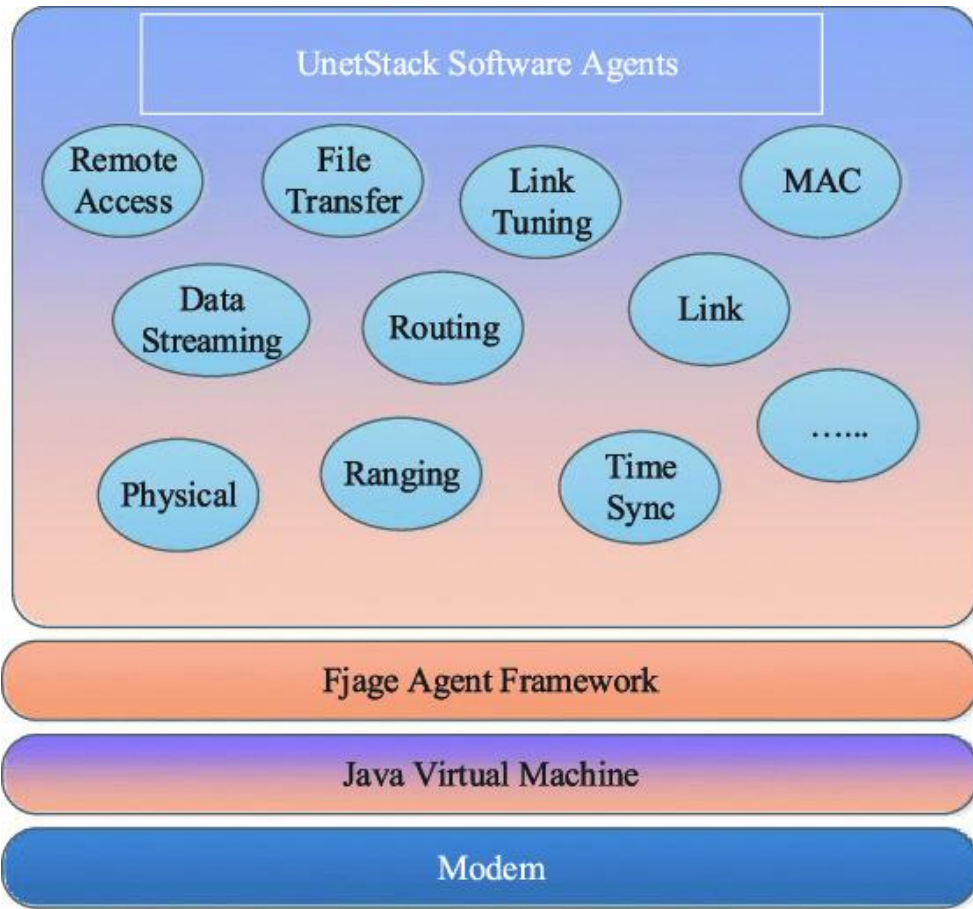 UnetStack Software Agents
Remote
Access
File
Transfer
Link
Tuning
MAC
Data
Streaming
Routing
Link
…...
Physical
Ranging
Time
Sync
Fjage Agent Framework
Java Virtual Machine
Modem